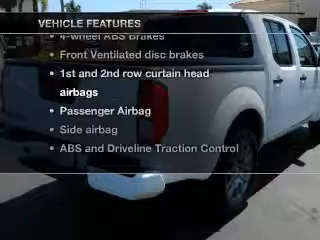 VEHICLE FEATURES
• 4-wheel ABS Brakes
• Front Ventilated disc brakes
• 1st and 2nd row curtain head
airbags
• Passenger Airbag
• Side airbag
• ABS and Driveline Traction Control